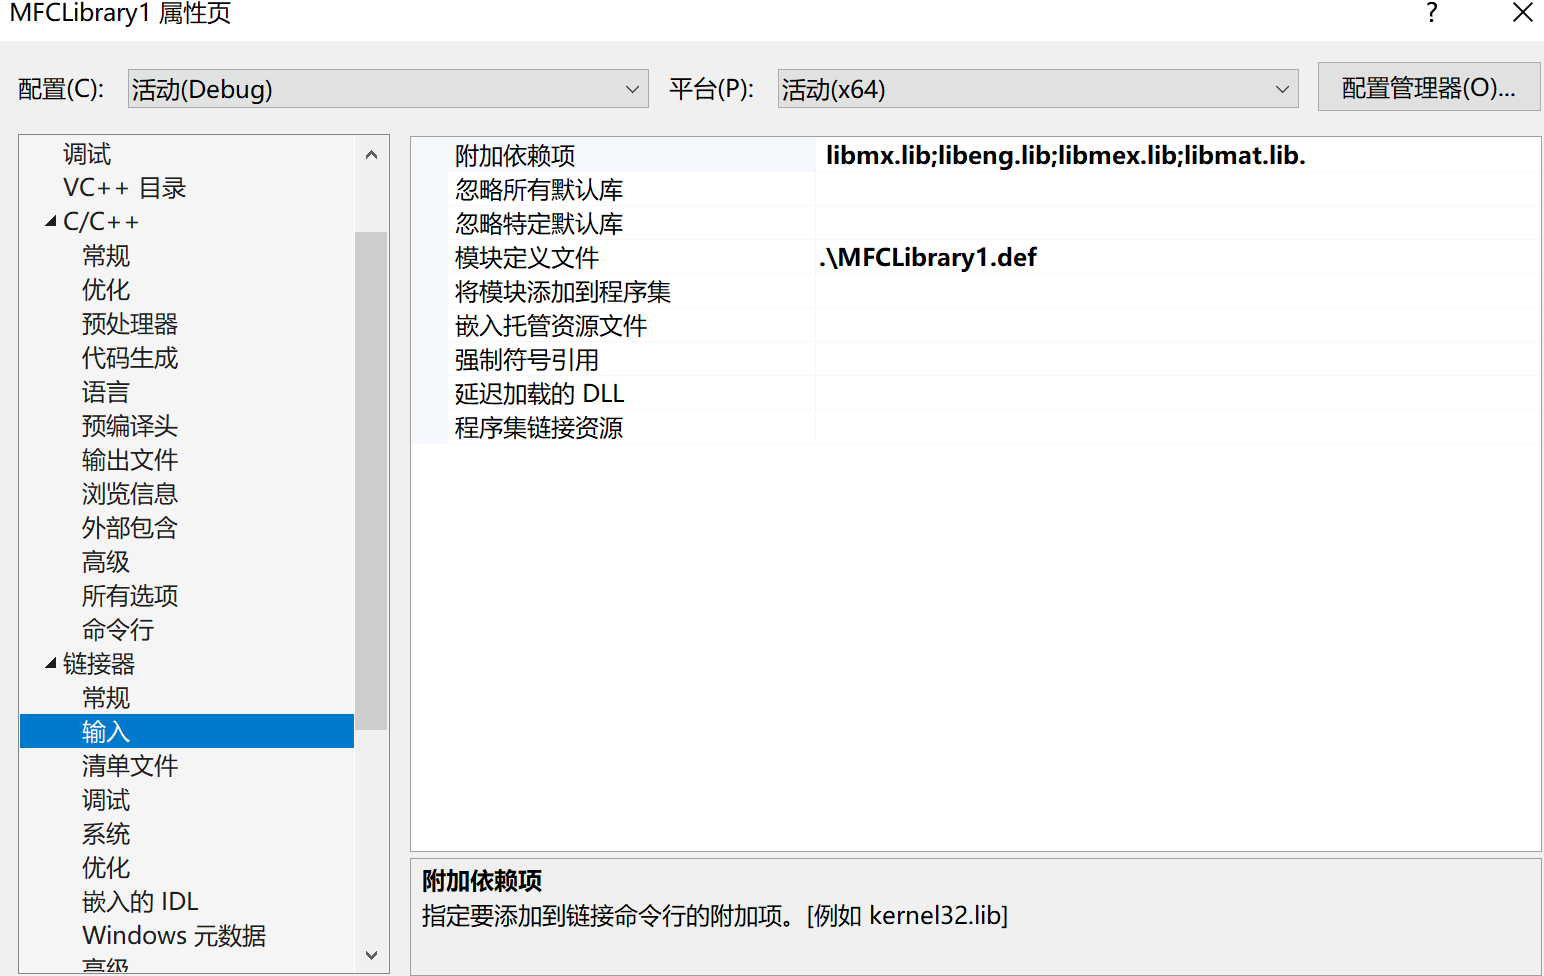 MFCLibrary1 属性页
?
配置(C):
活动(Debug)
平台(P):
活动(x64)
配置管理器(O)...
调试
VC++ 目录
C/C++
常规
优化
预处理器
代码生成
语言
预编译头
输出文件
浏览信息
外部包含
高级
所有选项
命令行
链接器
常规
输入
清单文件
调试
系统
优化
嵌入的 IDL
Windows 元数据
高级
附加依赖项 libmx.lib;libeng.lib;libmex.lib;libmat.lib.
忽略所有默认库
忽略特定默认库
模块定义文件 .\MFCLibrary1.def
将模块添加到程序集
嵌入托管资源文件
强制符号引用
延迟加载的 DLL
程序集链接资源
附加依赖项
指定要添加到链接命令行的附加项。[例如 kernel32.lib]